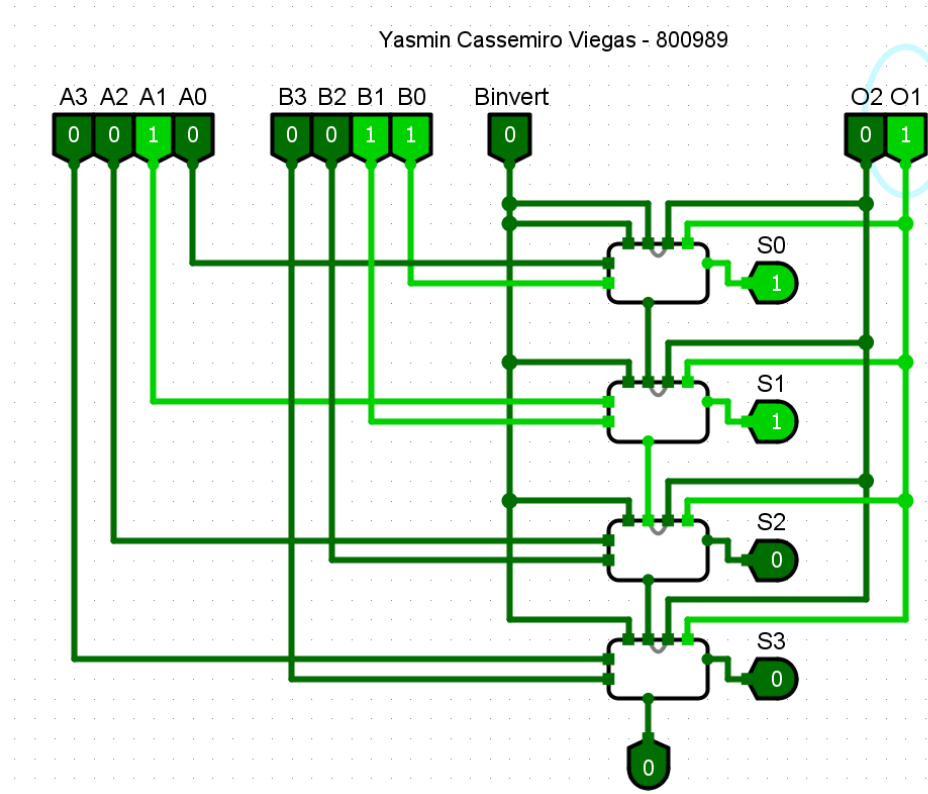 Yasmin Cassemiro Viegas - 800989
A3 A2 A1 A0 B3 B2 B1 B0 Binvert O2 O1
0 0 1 0 0 0 1 1 0 0 1
S0
1
S1
1
S2
0
S3
0
0